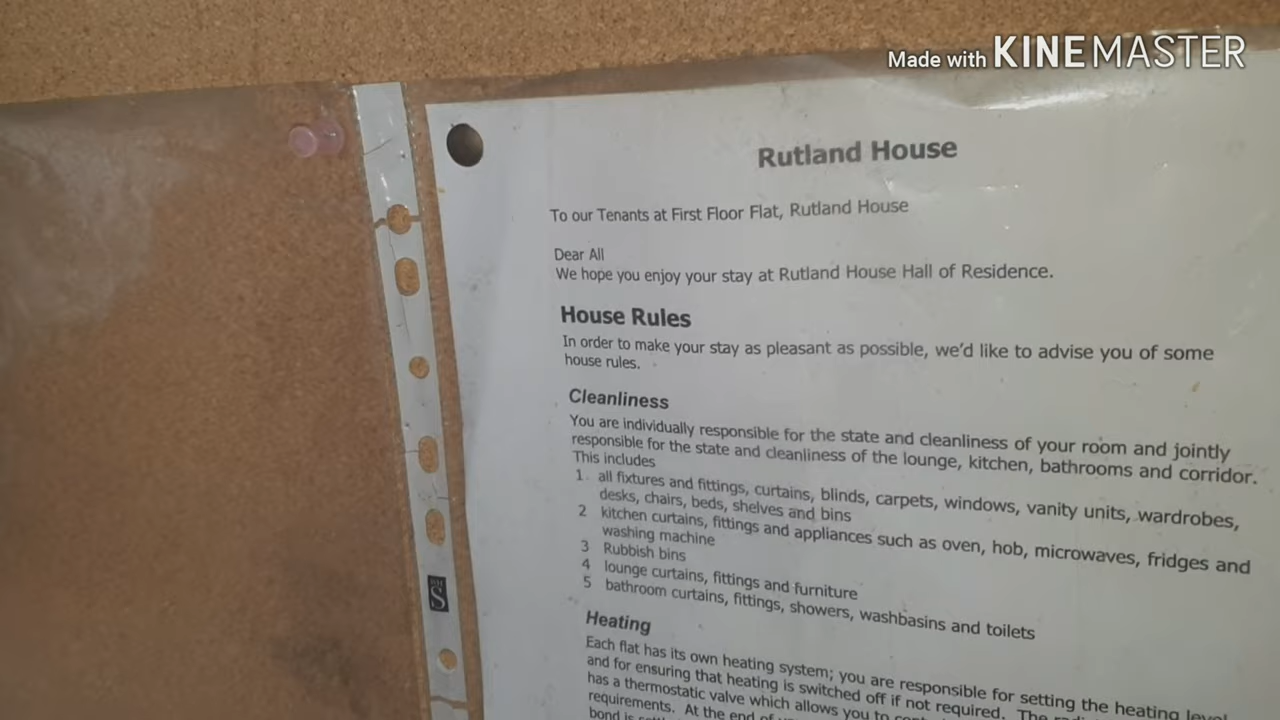 Made with KINEMASTER
Rutland House
To our Tenants at First Floor Flat, Rutland House
Dear All
We hope you enjoy your stay at Rutland House Hall of Residence.
House Rules
In order to make your stay as pleasant as possible, we'd like to advise you of some
house rules.
Cleanliness
You are individually responsible for the state and cleanliness of your room and jointly
responsible for the state and cleanliness of the lounge, kitchen, bathrooms and corridor.
This includes
1. all fixtures and fittings, curtains, blinds, carpets, windows, vanity units, wardrobes,
desks, chairs, beds, shelves and bins
2 kitchen curtains, fittings and appliances such as oven, hob, microwaves, fridges and
washing machine
3 Rubbish bins
4 lounge curtains, fittings and furniture
5 bathroom curtains, fittings, showers, washbasins and toilets
Heating
Each flat has its own heating system; you are responsible for setting the heating level
and for ensuring that heating is switched off if not required. The
has a thermostatic valve which allows you to
requirements. At the end of
bond is